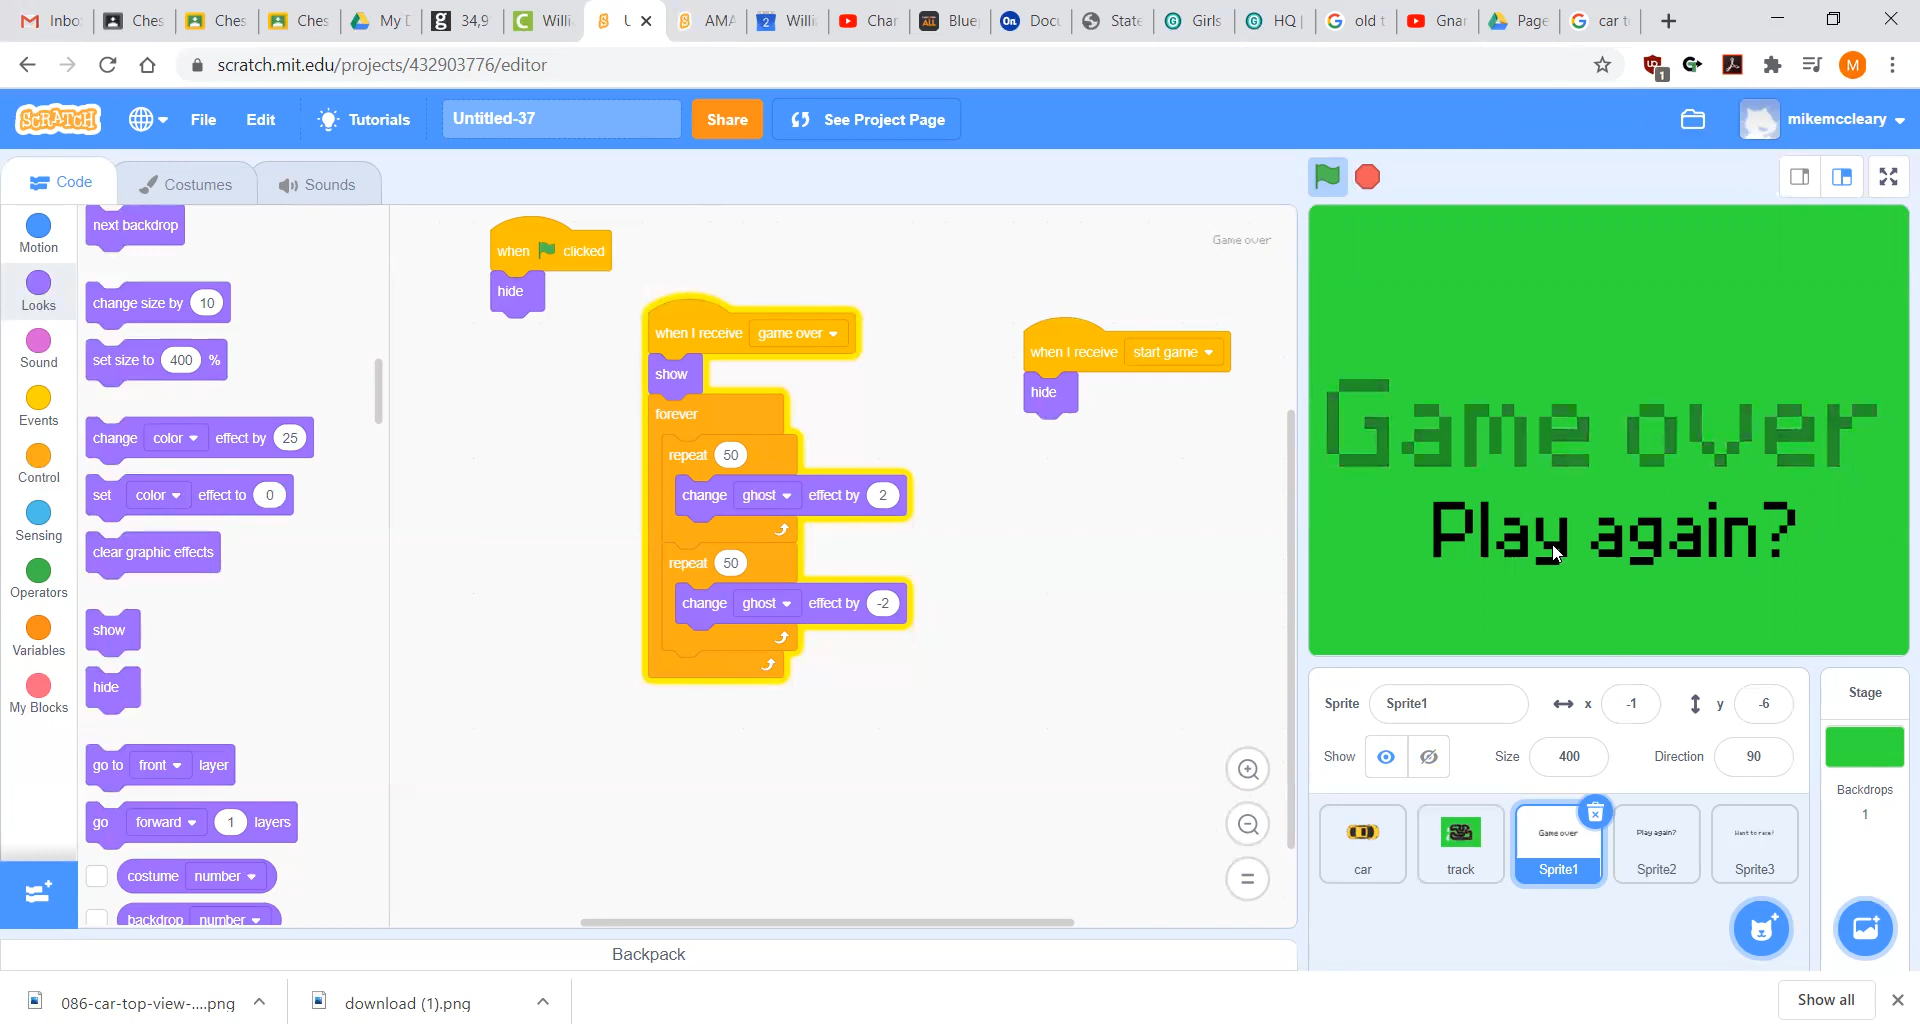 Inbo
Ches
Ches
Ches
My D
34,9
Willi
U
AMA
Willi
Char
Blue
Docu
State
Girls
HQ
old t
Gnar
Page
car t
scratch.mit.edu/projects/432903776/editor
1
M
SCRATCH
File
Edit
Tutorials
Untitled-37
Share
See Project Page
mikemccleary
Code
Costumes
Sounds
Motion
Looks
Sound
Events
Control
Sensing
Operators
Variables
My Blocks
next backdrop
change size by 10
set size to 400 %
change color effect by 25
set color effect to 0
clear graphic effects
show
hide
go to front layer
go forward 1 layers
costume number
backdrop number
when clicked
hide
when I receive game over
show
forever
repeat 50
change ghost effect by 2
repeat 50
change ghost effect by -2
when I receive start game
hide
Game over
Game over
Play again?
Sprite Sprite1 x -1 y -6
Show Size 400 Direction 90
car
track
Game over
Sprite1
Play again?
Sprite2
Want to race?
Sprite3
Stage
Backdrops
1
Backpack
086-car-top-view-....png
download (1).png
Show all